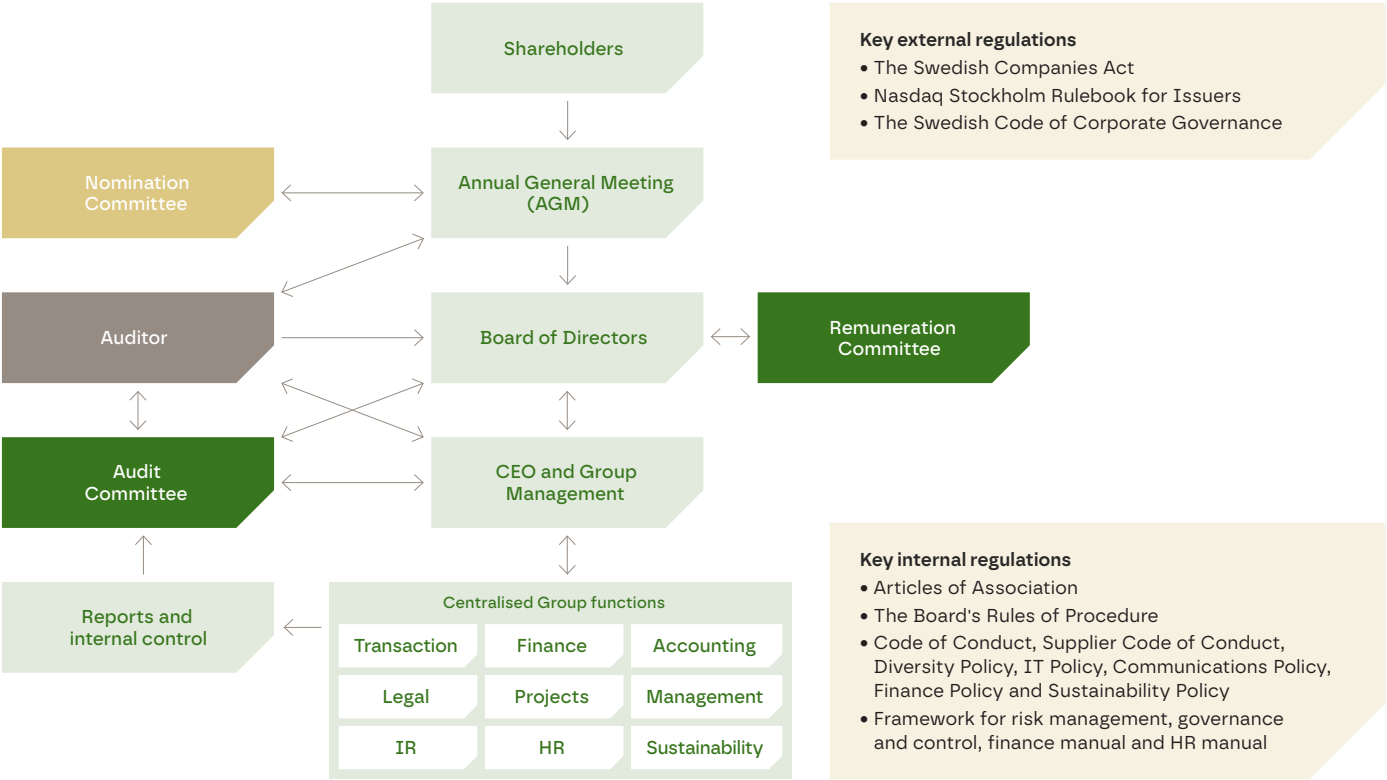 Shareholders
Key external regulations
• The Swedish Companies Act
• Nasdaq Stockholm Rulebook for Issuers
• The Swedish Code of Corporate Governance
Nomination
Committee
Annual General Meeting
(AGM)
Auditor
Board of Directors
Remuneration
Committee
Audit
Committee
CEO and Group
Management
Reports and
internal control
Centralised Group functions
Transaction
Finance
Accounting
Legal
Projects
Management
IR
HR
Sustainability
Key internal regulations
• Articles of Association
• The Board's Rules of Procedure
• Code of Conduct, Supplier Code of Conduct,
Diversity Policy, IT Policy, Communications Policy,
Finance Policy and Sustainability Policy
• Framework for risk management, governance
and control, finance manual and HR manual